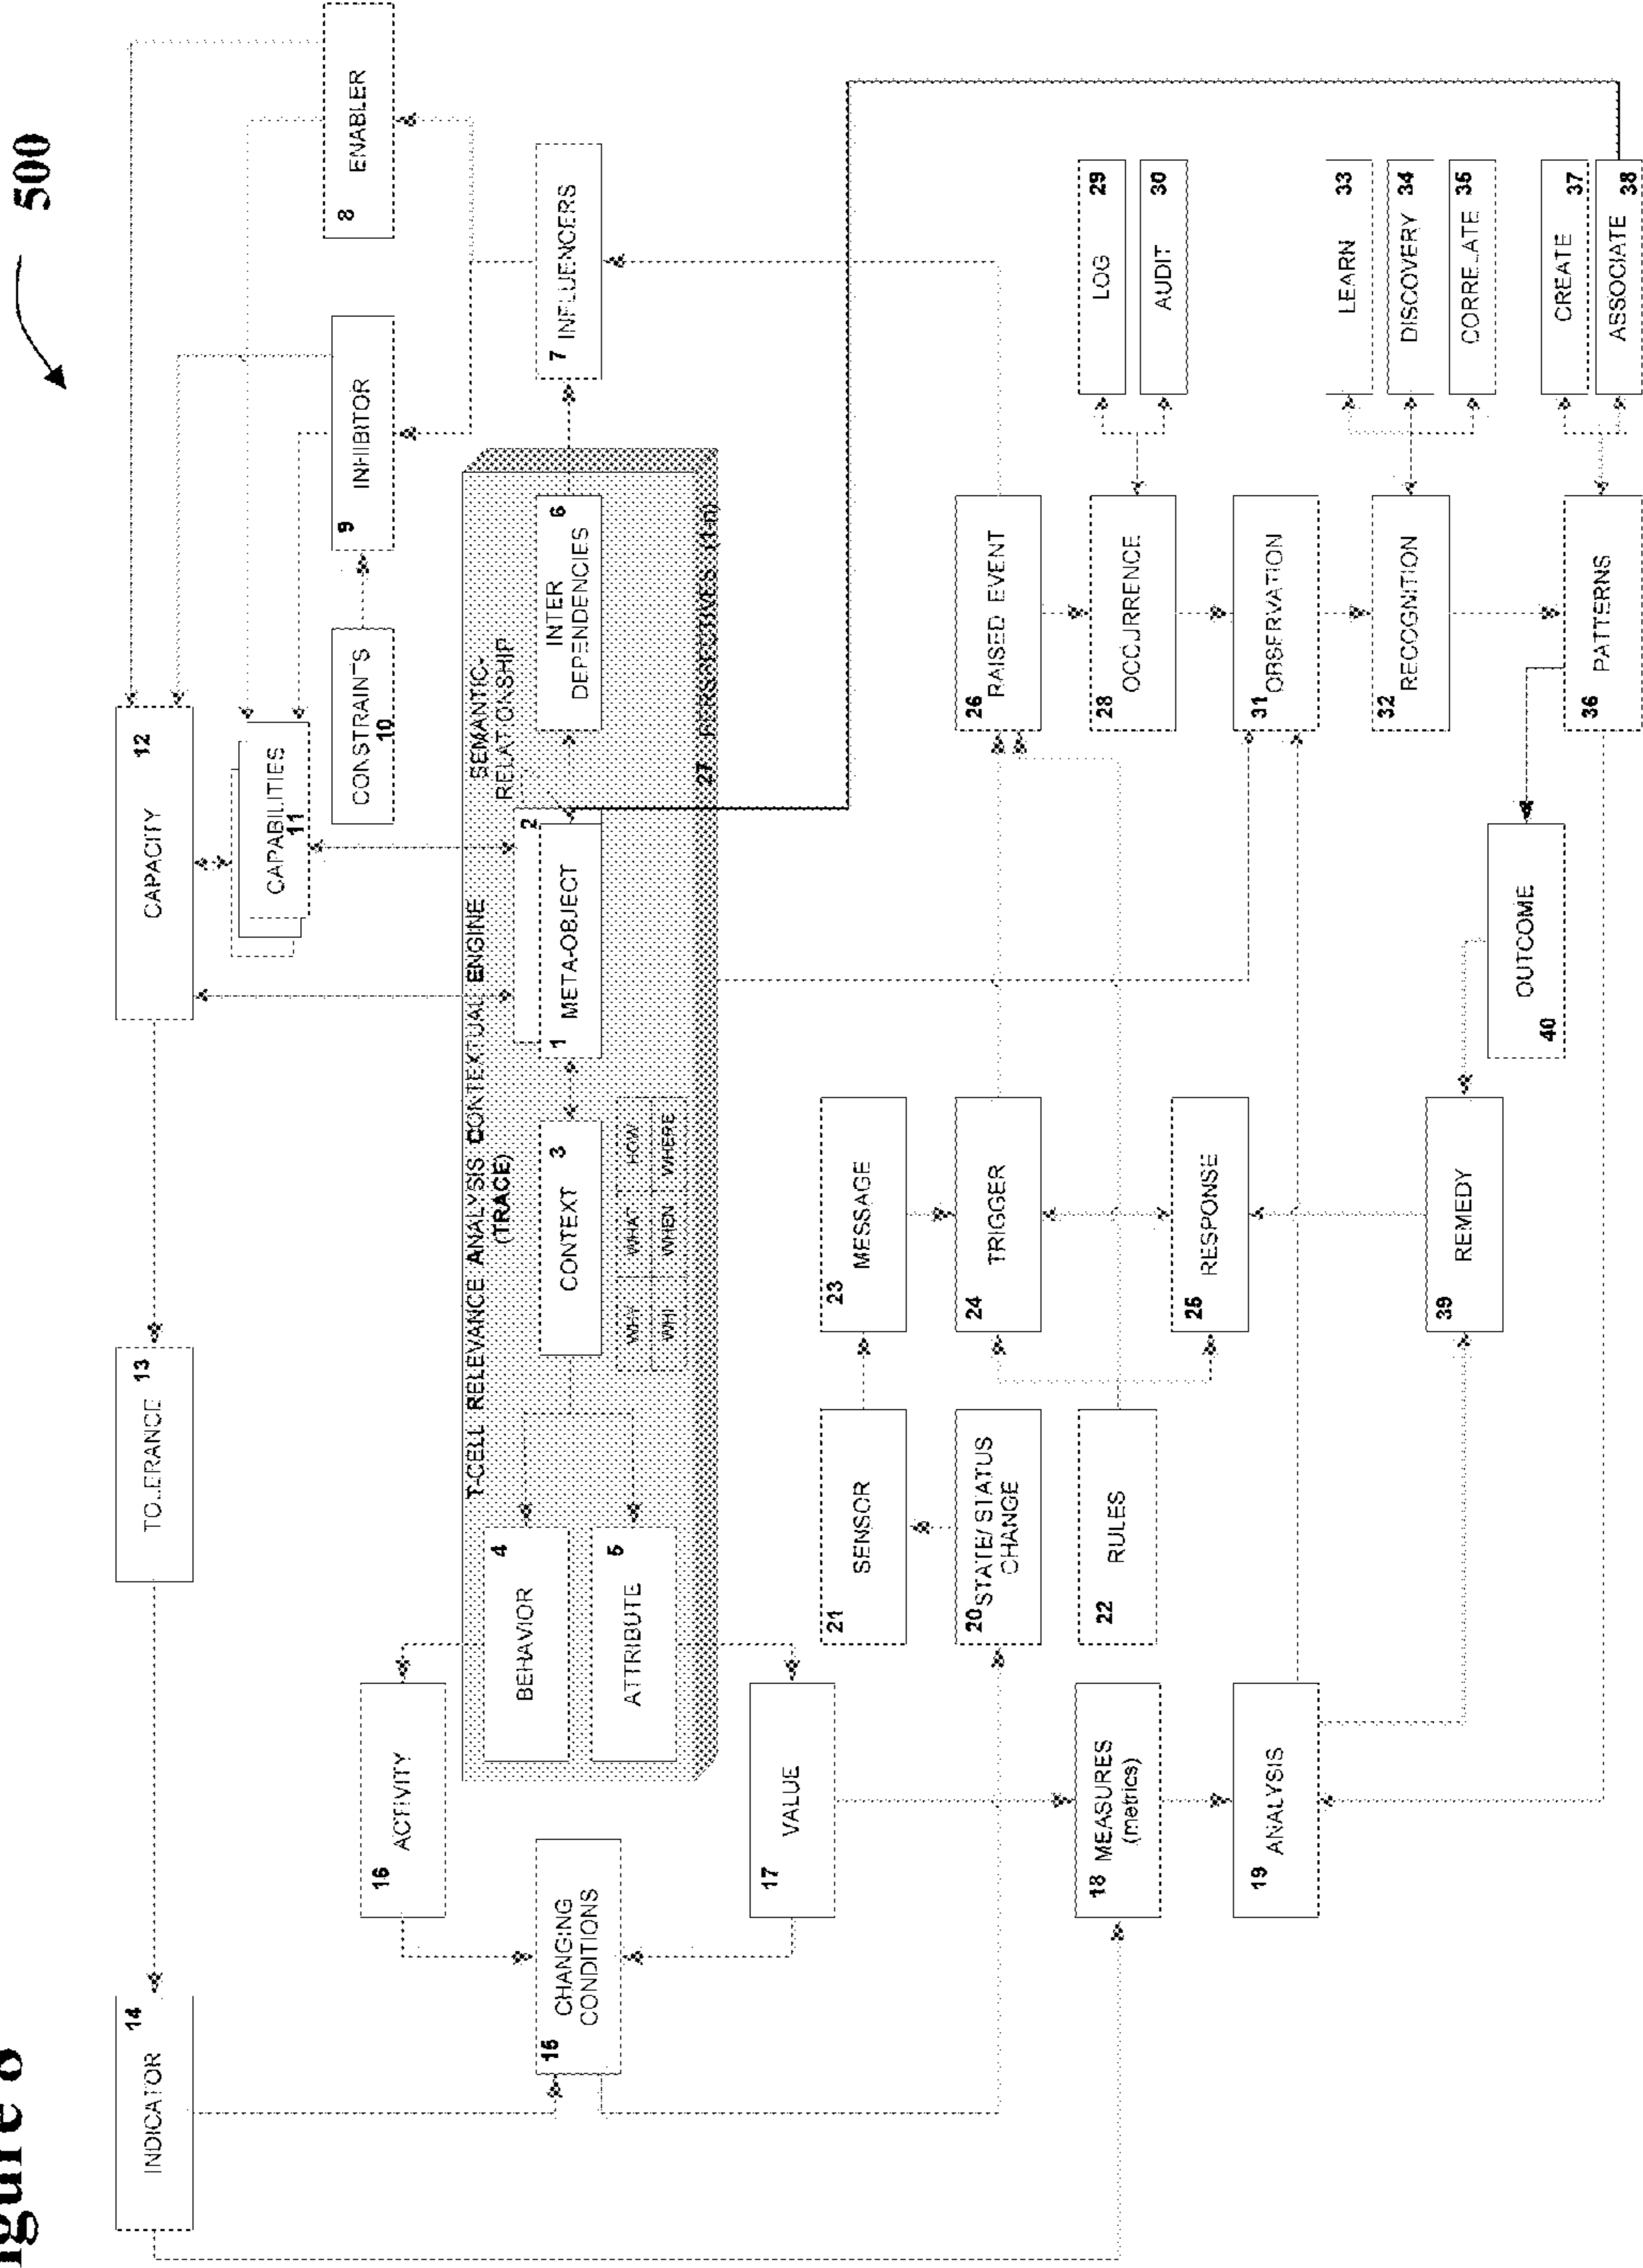 igure 8
500
14
INDICATOR
TOLERANCE 13
CAPACITY
12
CAPABILITIES
11
8
ENABLER
9
INHIBITOR
CONSTRAINTS
10
16
ACTIVITY
15
CHANGING
CONDITIONS
17
VALUE
T-CELL RELEVANCE ANALYSIS CONTEXTUAL ENGINE
(TRACE)
SEMANTIC-
RELATIONSHIP
BEHAVIOR
4
ATTRIBUTE
5
CONTEXT
3
WHY WHAT HOW
WHEN WHERE
1
META-OBJECT
2
INTER
DEPENDENCIES
6
27 PERSPECTIVES (1-n)
7 INFLUENCERS
21
SENSOR
23
MESSAGE
20 STATE/STATUS
CHANGE
24
TRIGGER
26
RAISED EVENT
22
RULES
25
RESPONSE
28
OCCURRENCE
LOG
29
AUDIT
30
18 MEASURES
(metrics)
19
ANALYSIS
31 OBSERVATION
32
RECOGNITION
LEARN
33
DISCOVERY 34
CORRELATE 35
39
REMEDY
40
OUTCOME
36
PATTERNS
CREATE
37
ASSOCIATE 38